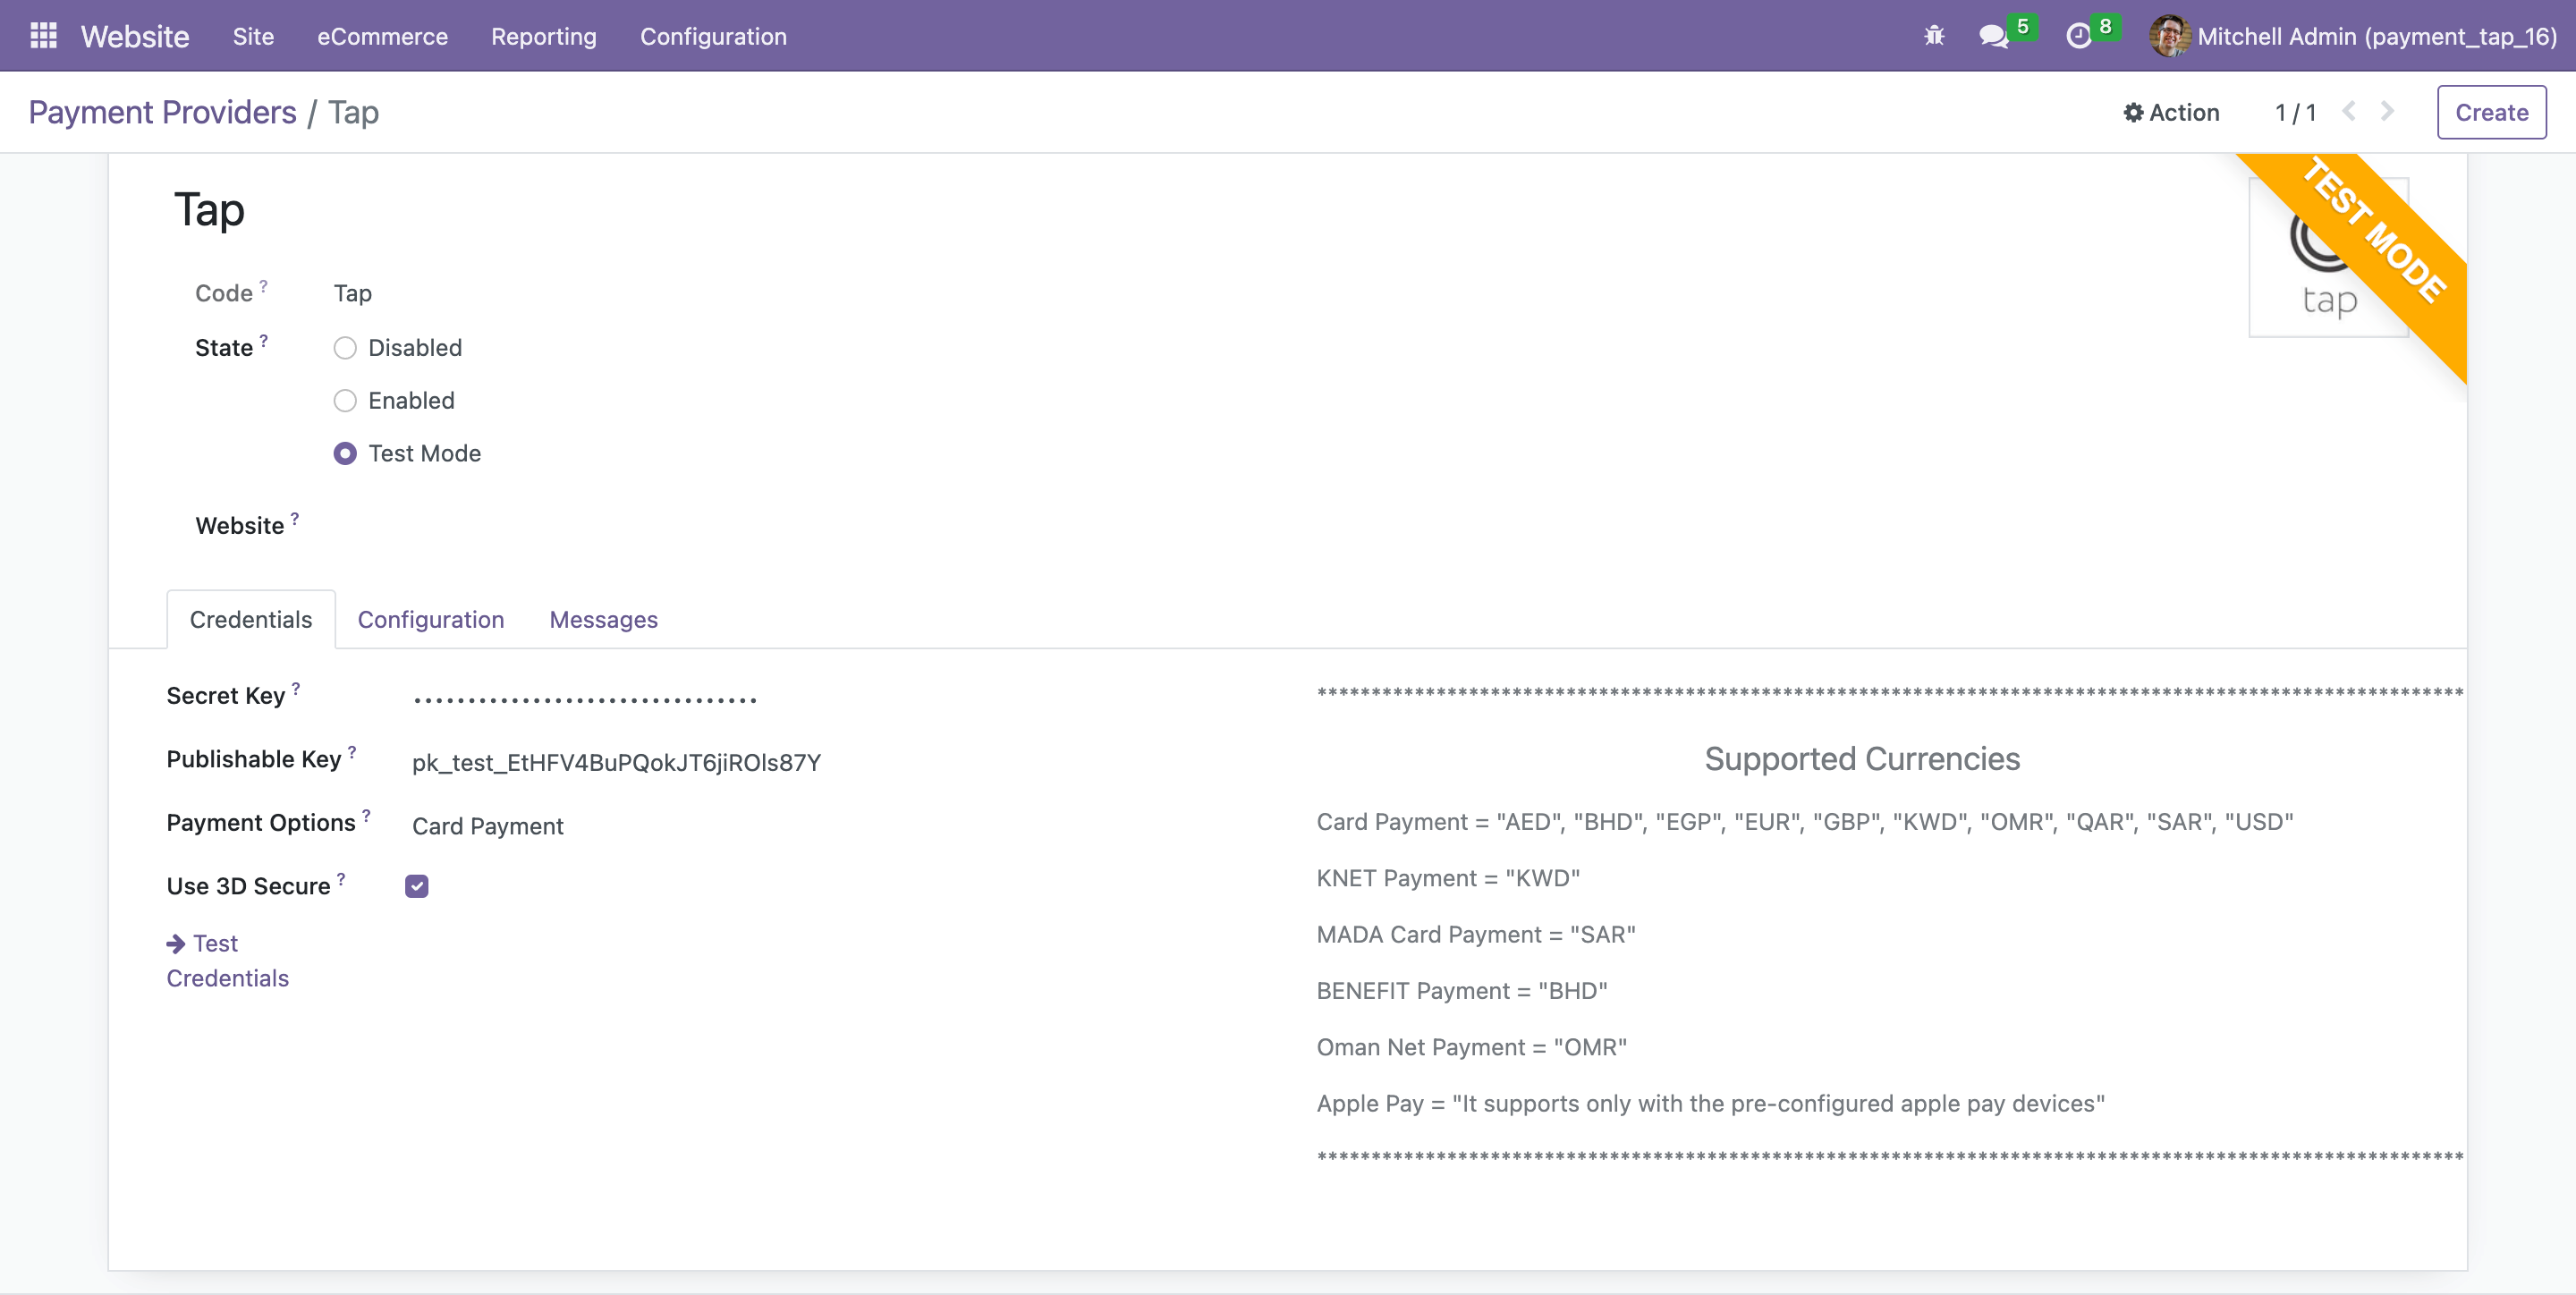 Website Site eCommerce Reporting Configuration 5 8 Mitchell Admin (payment_tap_16)
Payment Providers / Tap Action 1 / 1 Create
Tap
TEST MODE
tap
Code ? Tap
State ? Disabled
Enabled
Test Mode
Website ?
Credentials Configuration Messages
Secret Key ? ................................
Publishable Key ? pk_test_EtHFV4BuPQokJT6jiROls87Y
Payment Options ? Card Payment
Use 3D Secure ?
Test
Credentials
**********************************************************************************************************
Supported Currencies
Card Payment = "AED", "BHD", "EGP", "EUR", "GBP", "KWD", "OMR", "QAR", "SAR", "USD"
KNET Payment = "KWD"
MADA Card Payment = "SAR"
BENEFIT Payment = "BHD"
Oman Net Payment = "OMR"
Apple Pay = "It supports only with the pre-configured apple pay devices"
**********************************************************************************************************